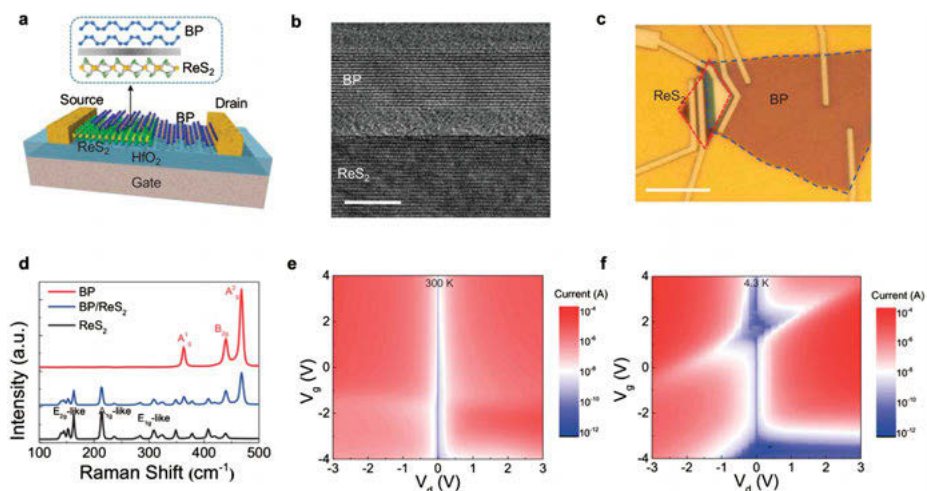 a
BP
ReS₂
Source
BP
Drain
ReS₂
HfO₂
Gate
b
BP
ReS₂
c
ReS₂
BP
d
BP
BP/ReS₂
ReS₂
A¹g
B₂g
A²g
E₂g-like
A₁g-like
E₁g-like
Intensity (a.u.)
100 200 300 400 500
Raman Shift (cm⁻¹)
e
300 K
4
2
0
-2
-4
Vg (V)
-3 -2 -1 0 1 2 3
Vd (V)
Current (A)
10⁻⁴
10⁻⁶
10⁻⁸
10⁻¹⁰
10⁻¹²
f
4.3 K
4
2
0
-2
-4
Vg (V)
-3 -2 -1 0 1 2 3
Vd (V)
Current (A)
10⁻⁴
10⁻⁶
10⁻⁸
10⁻¹⁰
10⁻¹²